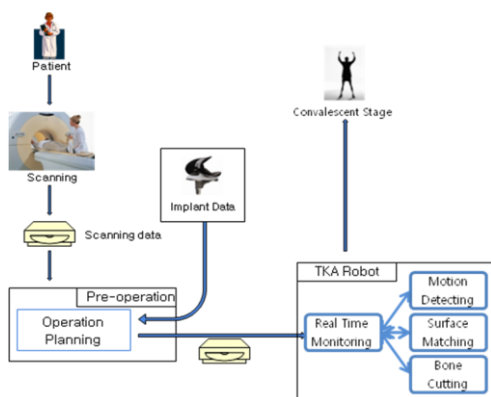 Patient
Scanning
Scanning data
Implant Data
Pre-operation
Operation
Planning
Convalescent Stage
TKA Robot
Real Time
Monitoring
Motion
Detecting
Surface
Matching
Bone
Cutting